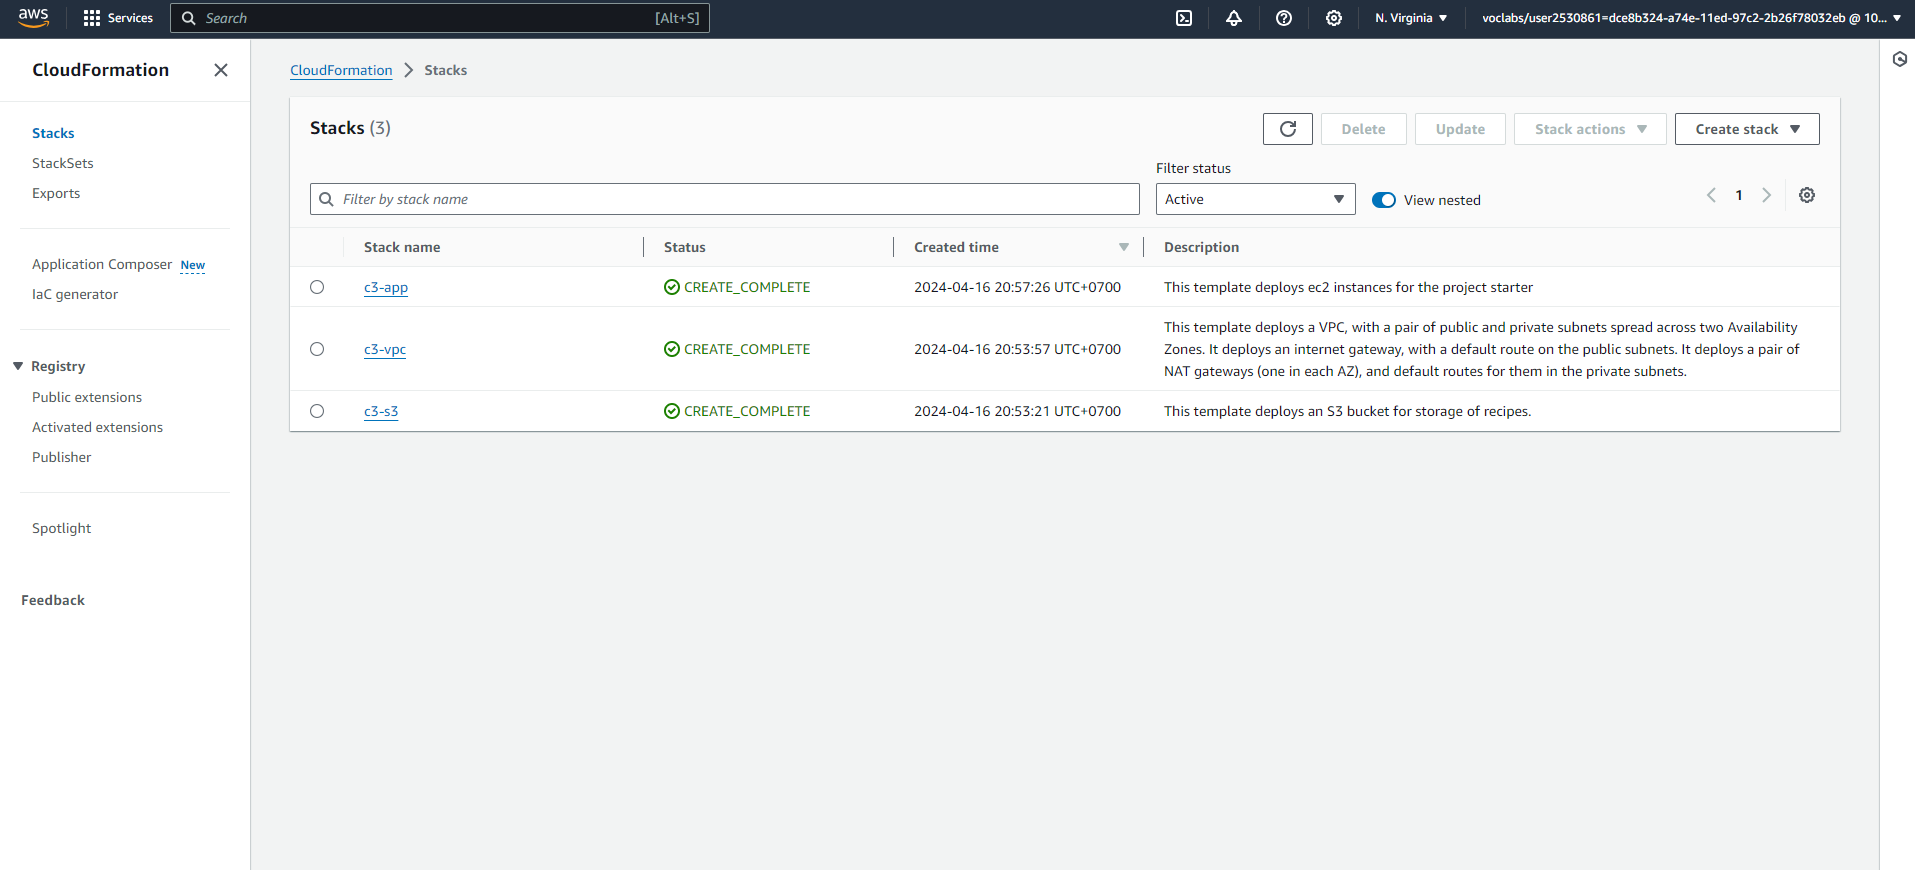 aws
Services
Search
[Alt+S]
N. Virginia
voclabs/user2530861=dce8b324-a74e-11ed-97c2-2b26f78032eb @ 10...
CloudFormation
Stacks
StackSets
Exports
Application Composer New
IaC generator
Registry
Public extensions
Activated extensions
Publisher
Spotlight
Feedback
CloudFormation
Stacks
Stacks (3)
Delete
Update
Stack actions
Create stack
Filter status
Filter by stack name
Active
View nested
1
Stack name
Status
Created time
Description
c3-app
CREATE_COMPLETE
2024-04-16 20:57:26 UTC+0700
This template deploys ec2 instances for the project starter
c3-vpc
CREATE_COMPLETE
2024-04-16 20:53:57 UTC+0700
This template deploys a VPC, with a pair of public and private subnets spread across two Availability
Zones. It deploys an internet gateway, with a default route on the public subnets. It deploys a pair of
NAT gateways (one in each AZ), and default routes for them in the private subnets.
c3-s3
CREATE_COMPLETE
2024-04-16 20:53:21 UTC+0700
This template deploys an S3 bucket for storage of recipes.